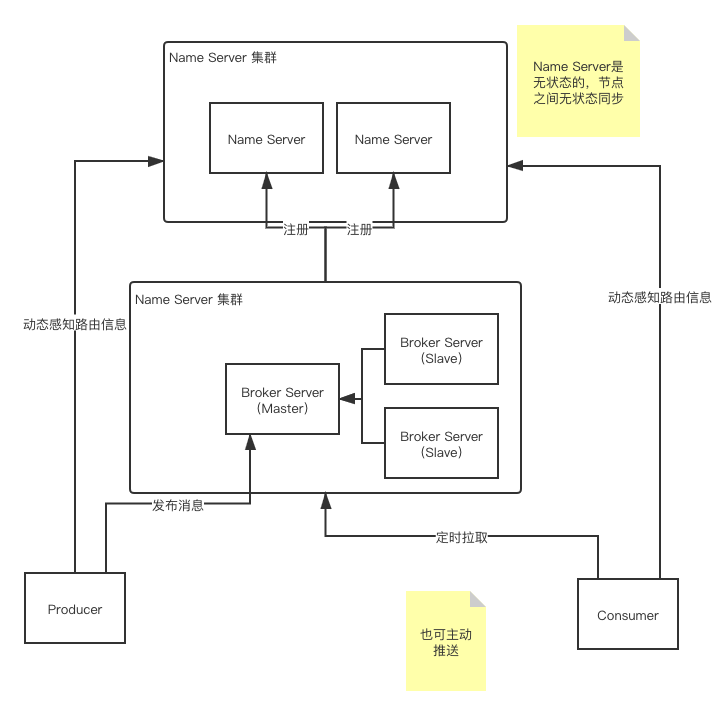 Name Server 集群
Name Server是
无状态的，节点
之间无状态同步
Name Server
Name Server
注册
注册
动态感知路由信息
动态感知路由信息
Name Server 集群
Broker Server
(Slave)
Broker Server
(Master)
Broker Server
(Slave)
发布消息
定时拉取
Producer
Consumer
也可主动
推送